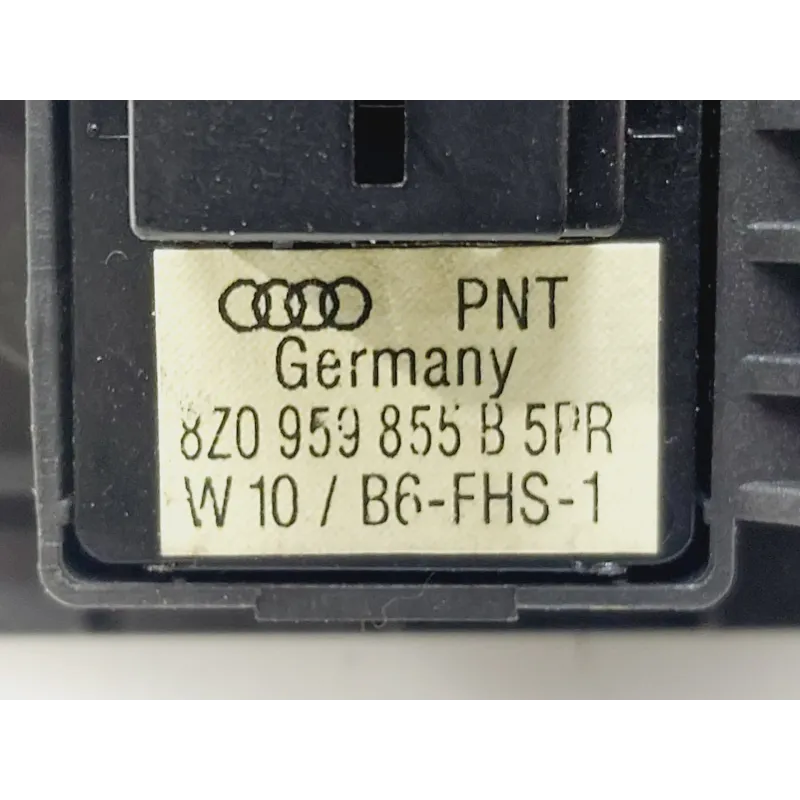 PNT
Germany
8Z0 959 855 B 5PR
W 10 / B6-FHS-1